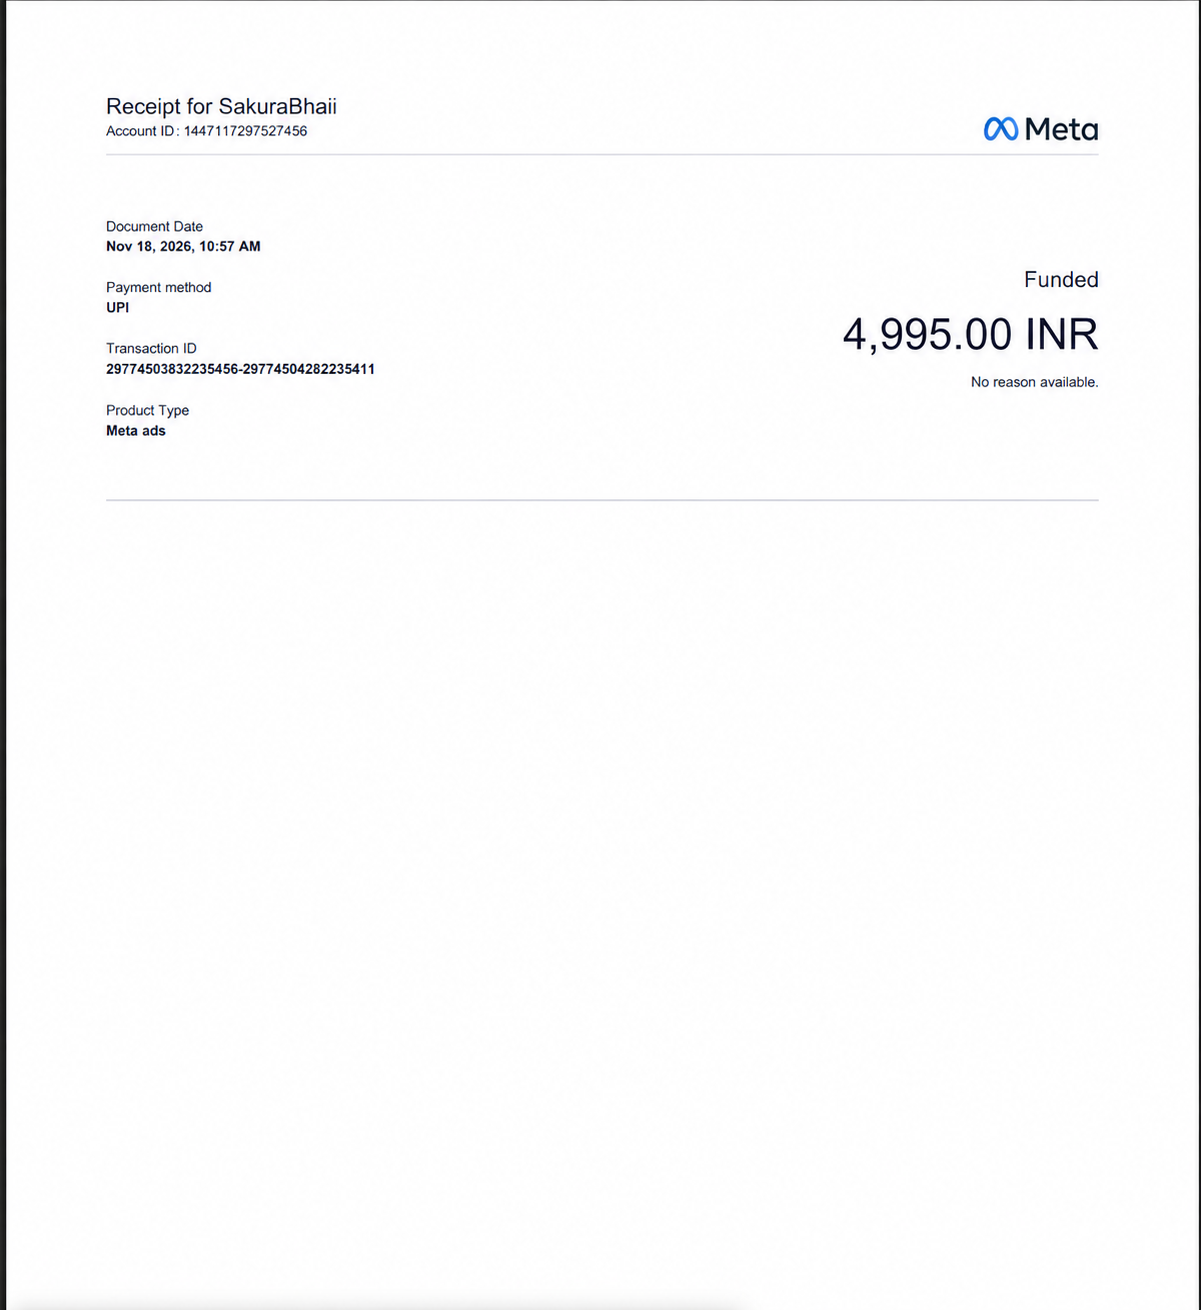 Receipt for SakuraBhaii
Account ID: 1447117297527456
Meta
Document Date
Nov 18, 2026, 10:57 AM
Payment method
UPI
Transaction ID
29774503832235456-29774504282235411
Product Type
Meta ads
Funded
4,995.00 INR
No reason available.